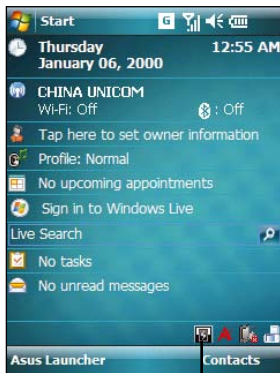 Start
G
Thursday 12:55 AM
January 06, 2000
CHINA UNICOM
Wi-Fi: Off : Off
Tap here to set owner information
Profile: Normal
No upcoming appointments
Sign in to Windows Live
Live Search
No tasks
No unread messages
Asus Launcher Contacts